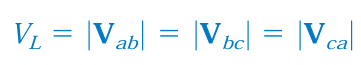 V_L = |V_ab| = |V_bc| = |V_ca|